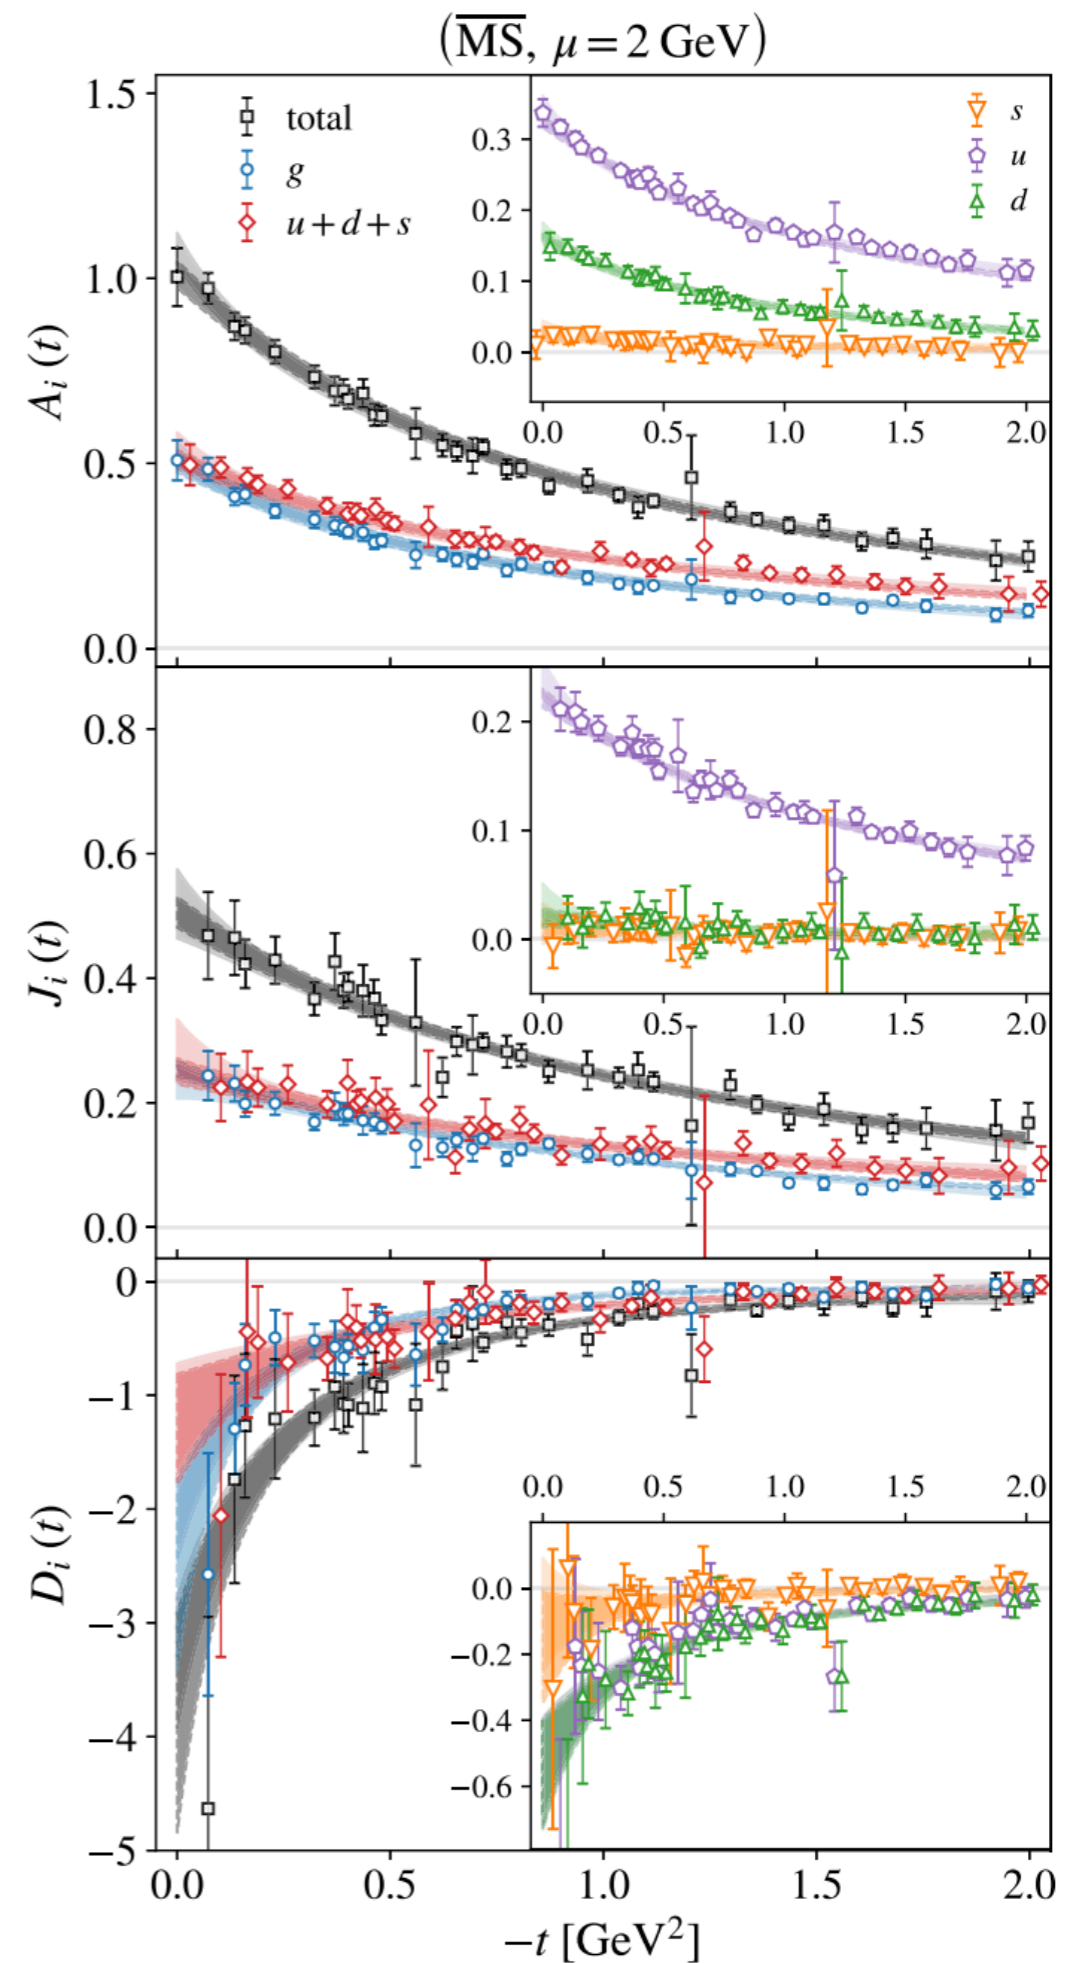 (M̅S̅, μ = 2 GeV)
1.5
1.0
0.5
0.0
A_i (t)
total
g
u + d + s
0.3
0.2
0.1
0.0
s
u
d
0.0 0.5 1.0 1.5 2.0
0.8
0.6
0.4
0.2
0.0
J_i (t)
0.2
0.1
0.0
0.0 0.5 1.0 1.5 2.0
0
−1
−2
−3
−4
−5
D_i (t)
0.0 0.5 1.0 1.5 2.0
0.0
−0.2
−0.4
−0.6
0.0 0.5 1.0 1.5 2.0
−t [GeV²]